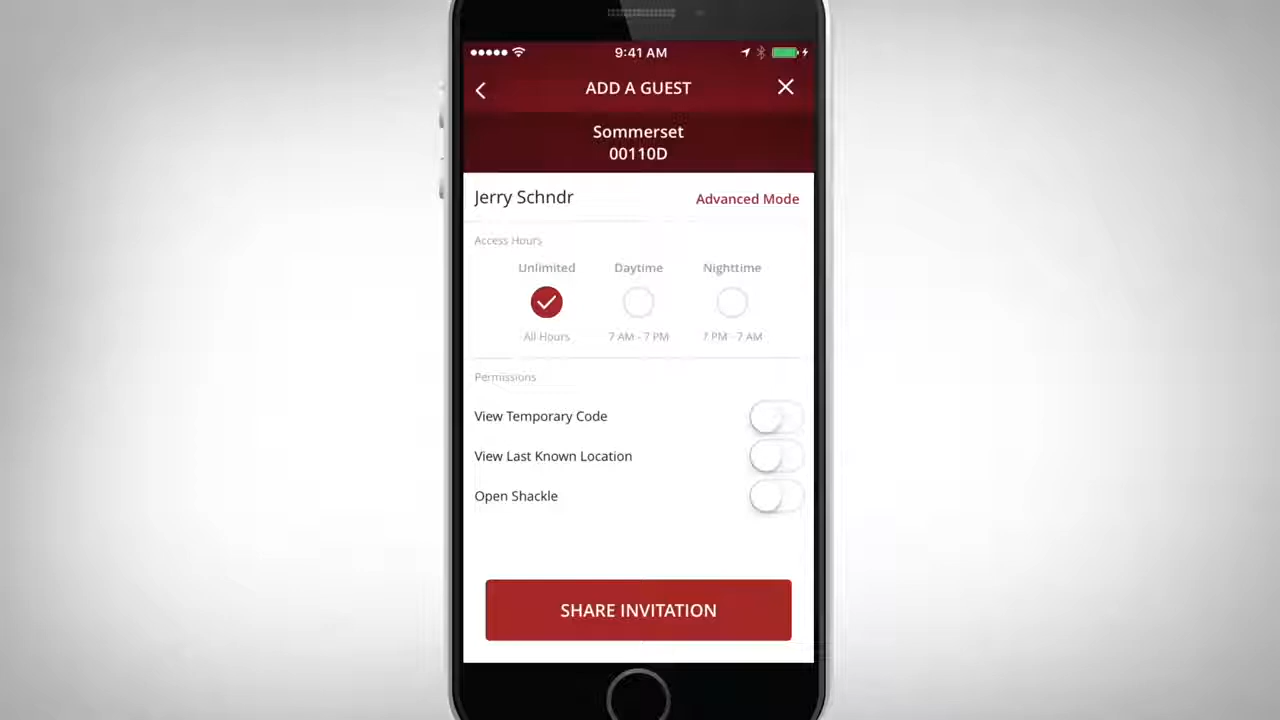 9:41 AM
ADD A GUEST
Sommerset
00110D
Jerry Schndr
Advanced Mode
Access Hours
Unlimited
Daytime
Nighttime
All Hours
7 AM - 7 PM
7 PM - 7 AM
Permissions
View Temporary Code
View Last Known Location
Open Shackle
SHARE INVITATION